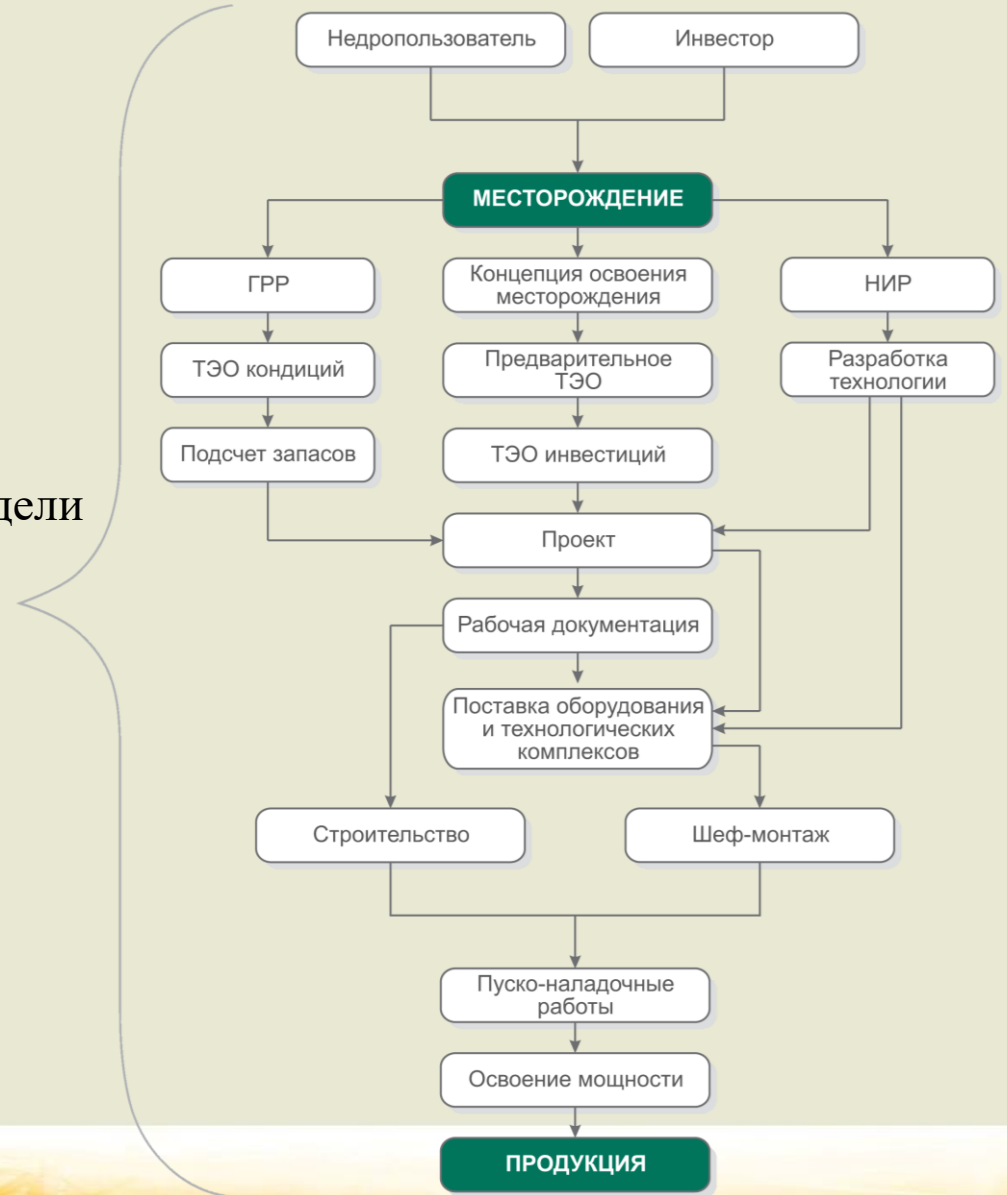 Недропользователь
Инвестор
МЕСТОРОЖДЕНИЕ
ГРР
Концепция освоения
месторождения
НИР
ТЭО кондиций
Предварительное
ТЭО
Разработка
технологии
Подсчет запасов
ТЭО инвестиций
Проект
Рабочая документация
Поставка оборудования
и технологических
комплексов
Строительство
Шеф-монтаж
Пуско-наладочные
работы
Освоение мощности
ПРОДУКЦИЯ